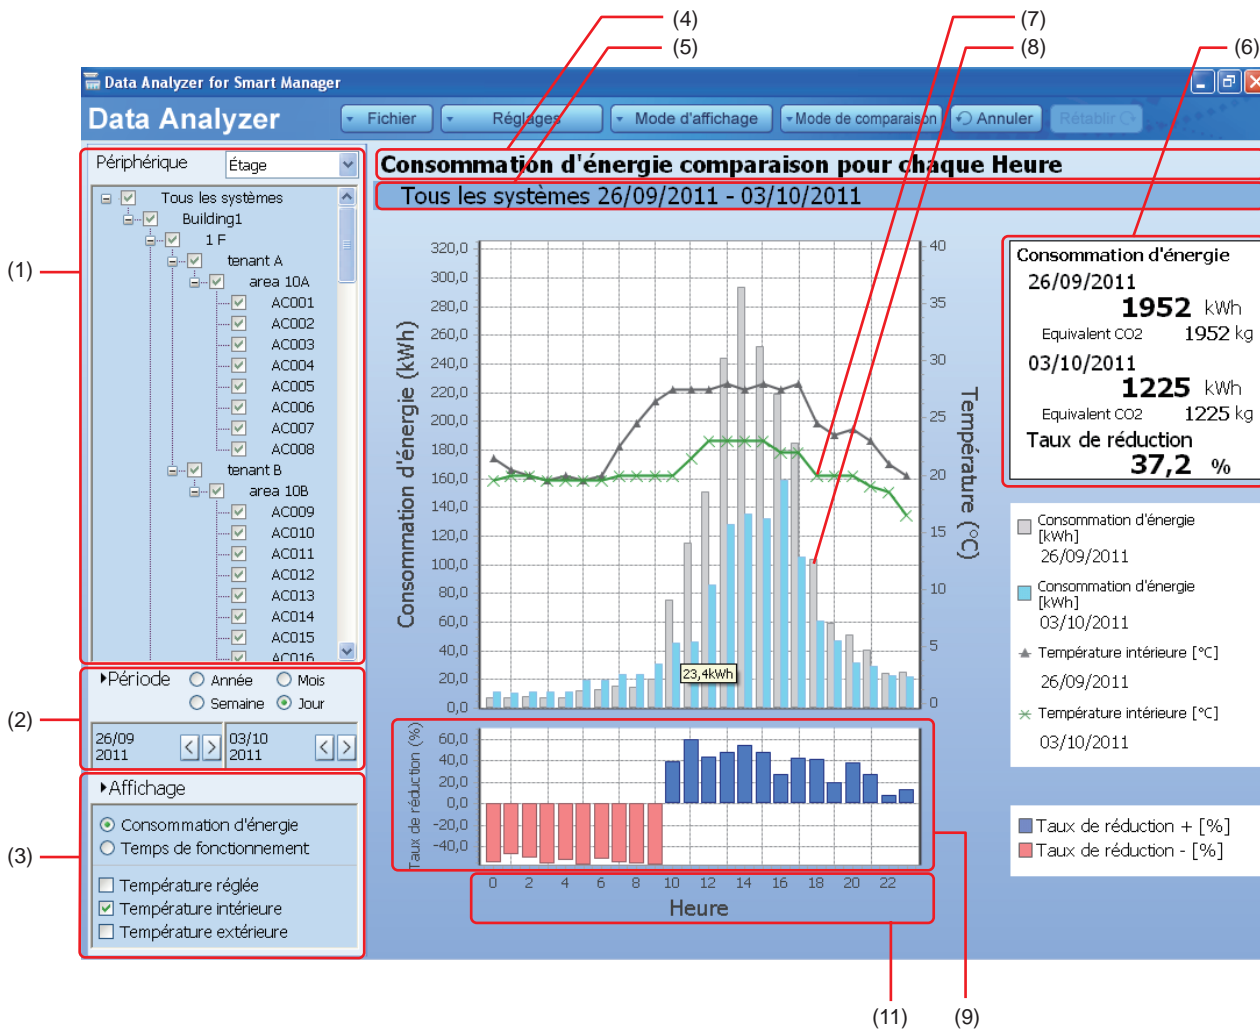 (4)
(7)
(5)
(8)
(6)
Data Analyzer for Smart Manager
Data Analyzer
Fichier
Réglages
Mode d'affichage
Mode de comparaison
Annuler
Rétablir
(1)
Périphérique
Étage
Tous les systèmes
Building1
1 F
tenant A
area 10A
AC001
AC002
AC003
AC004
AC005
AC006
AC007
AC008
tenant B
area 10B
AC009
AC010
AC011
AC012
AC013
AC014
AC015
AC016
(2)
Période
Année
Mois
Semaine
Jour
26/09
2011
< >
03/10
2011
< >
(3)
Affichage
Consommation d'énergie
Temps de fonctionnement
Température réglée
Température intérieure
Température extérieure
Consommation d'énergie comparaison pour chaque Heure
Tous les systèmes 26/09/2011 - 03/10/2011
Consommation d'énergie (kWh)
320,0
300,0
280,0
260,0
240,0
220,0
200,0
180,0
160,0
140,0
120,0
100,0
80,0
60,0
40,0
20,0
0,0
23,4kWh
40
35
30
25
20
15
10
5
0
Température (°C)
Taux de réduction (%)
60,0
40,0
20,0
0,0
-20,0
-40,0
0 2 4 6 8 10 12 14 16 18 20 22
Heure
Consommation d'énergie
26/09/2011
1952 kWh
Equivalent CO2 1952 kg
03/10/2011
1225 kWh
Equivalent CO2 1225 kg
Taux de réduction
37,2 %
Consommation d'énergie
[kWh]
26/09/2011
Consommation d'énergie
[kWh]
03/10/2011
Température intérieure [°C]
26/09/2011
Température intérieure [°C]
03/10/2011
Taux de réduction + [%]
Taux de réduction - [%]
(11)
(9)